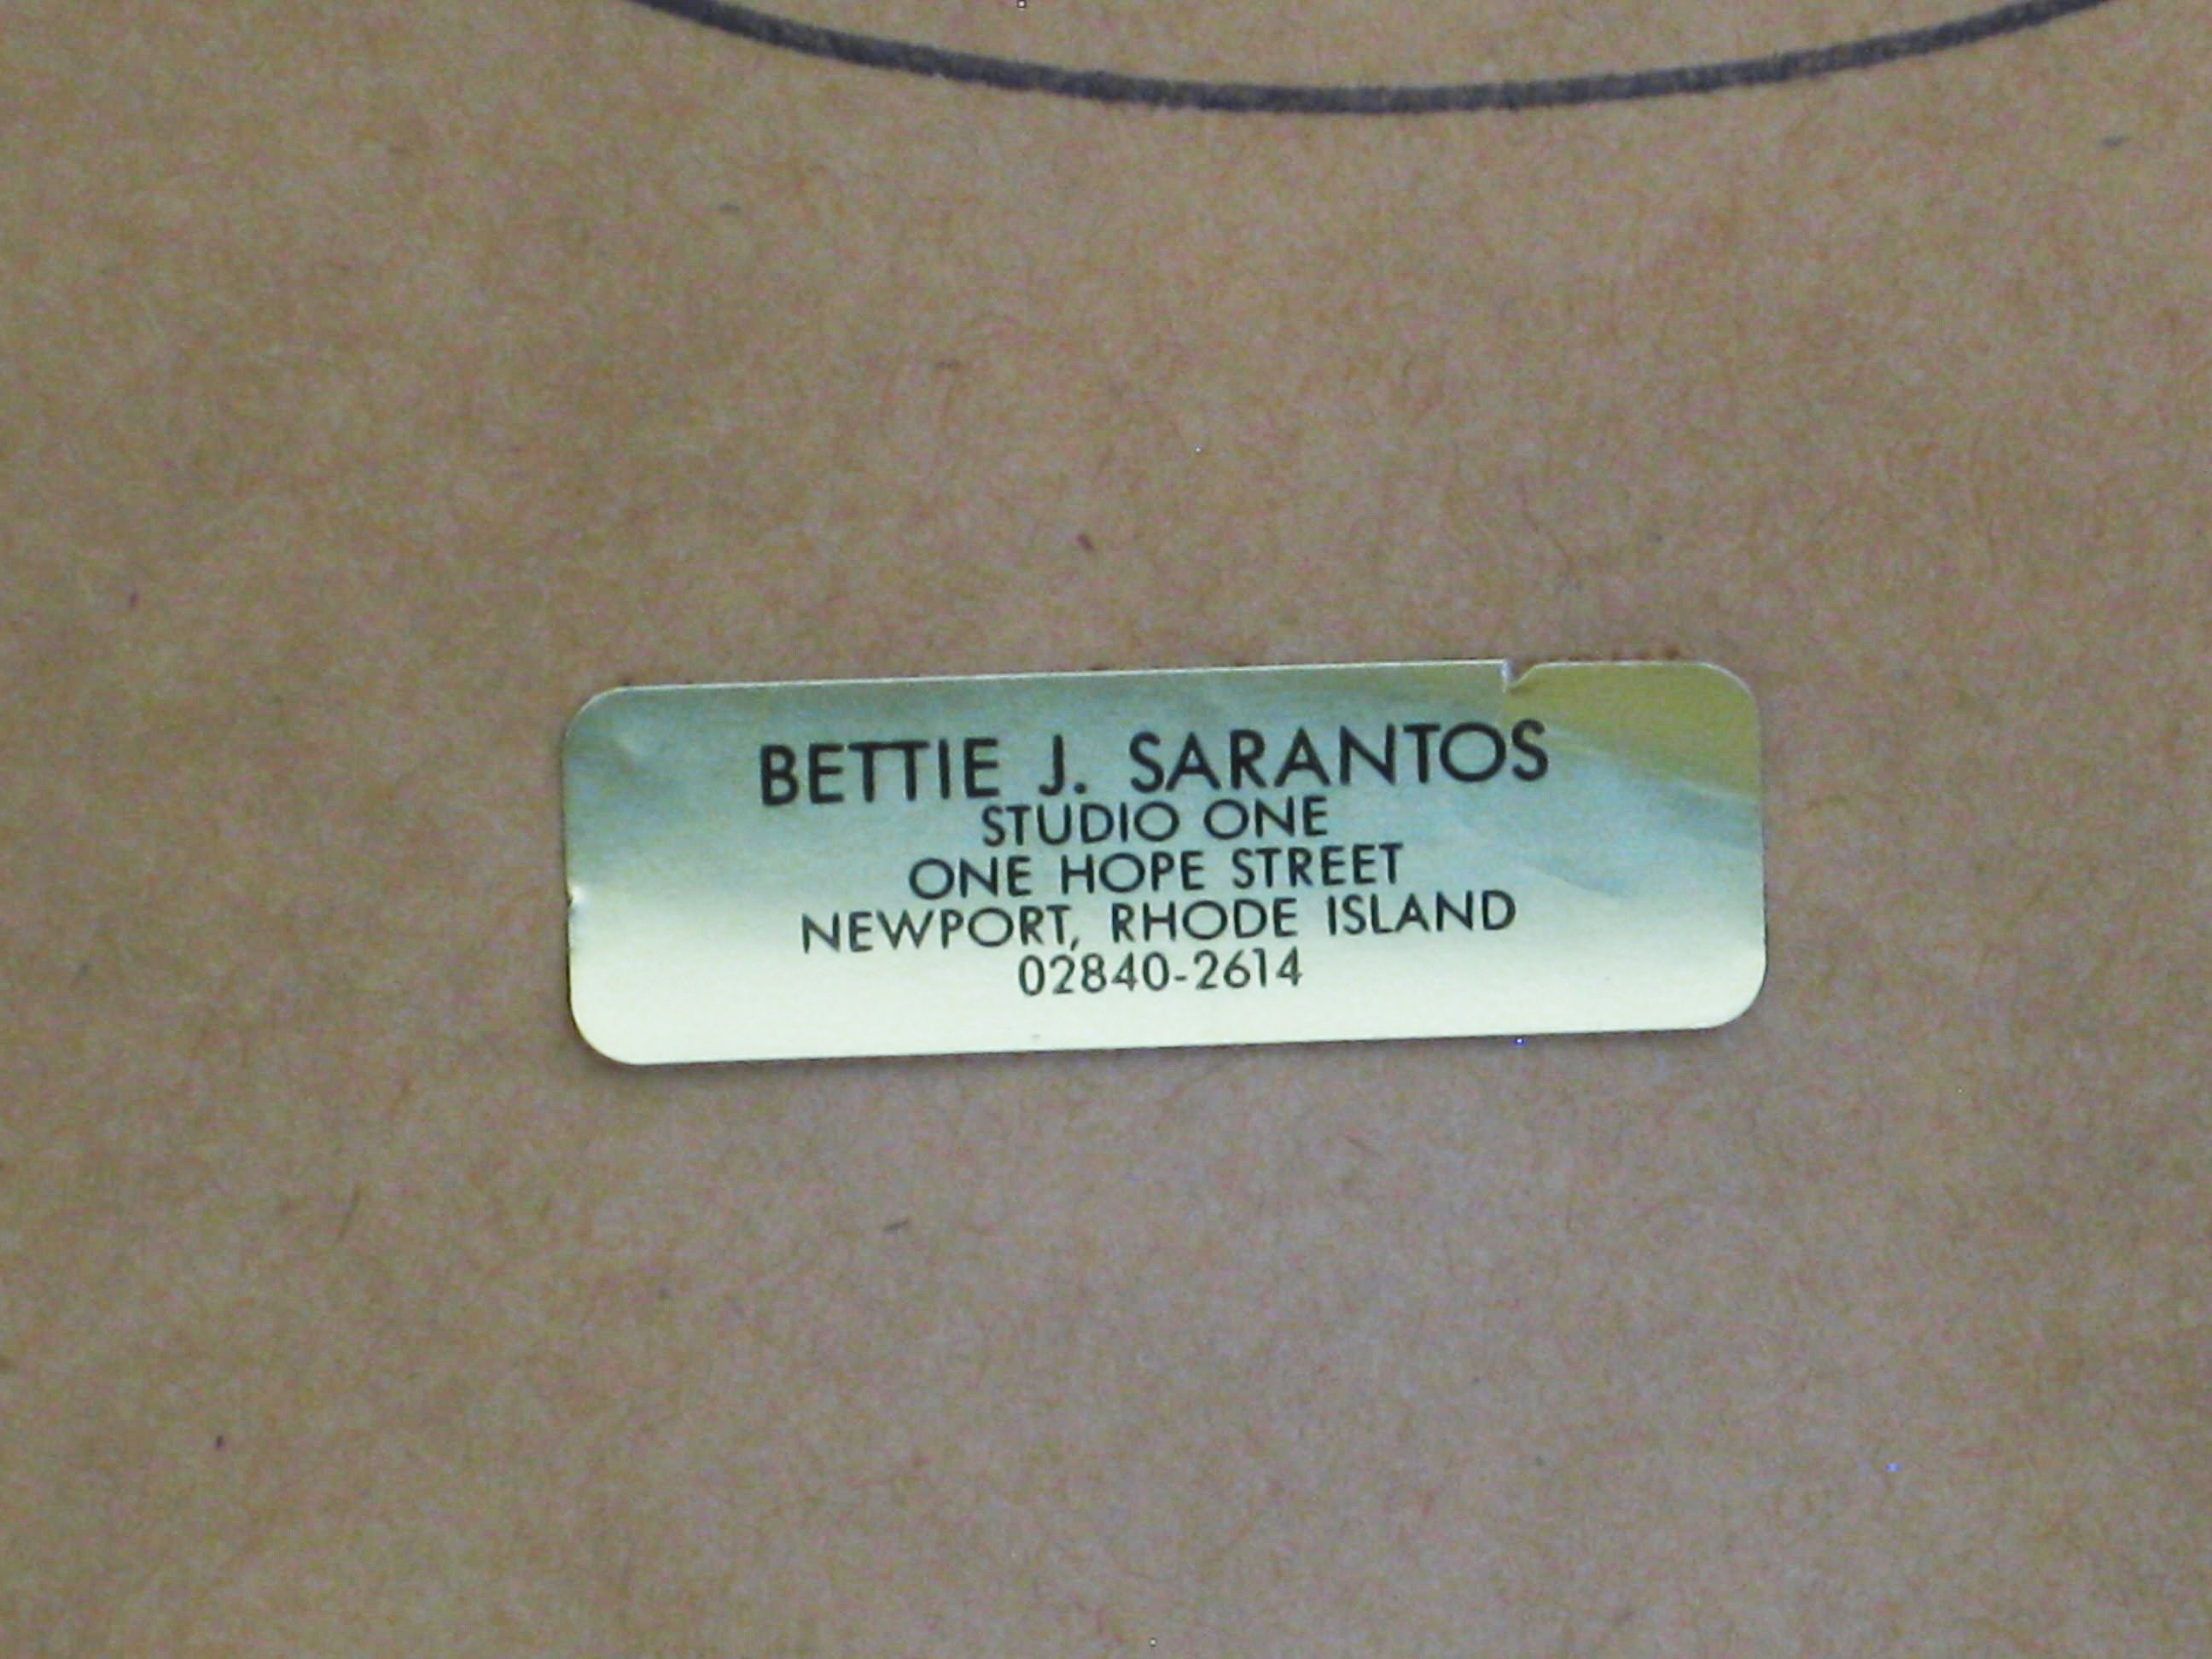 BETTIE J. SARANTOS
STUDIO ONE
ONE HOPE STREET
NEWPORT, RHODE ISLAND
02840-2614